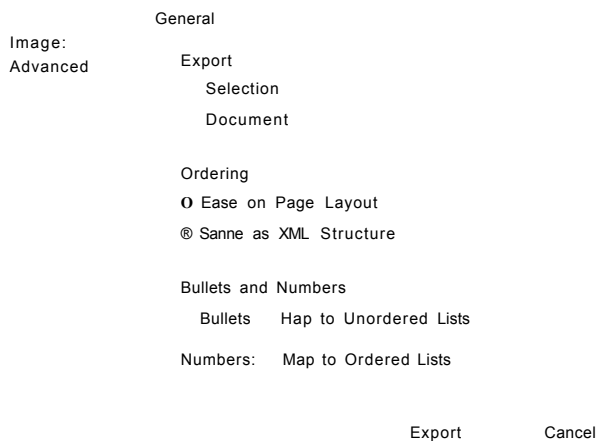 General
Image:
Advanced
Export
Selection
Document
Ordering
O Ease on Page Layout
® Sanne as XML Structure
Bullets and Numbers
Bullets Hap to Unordered Lists
Numbers: Map to Ordered Lists
Export Cancel